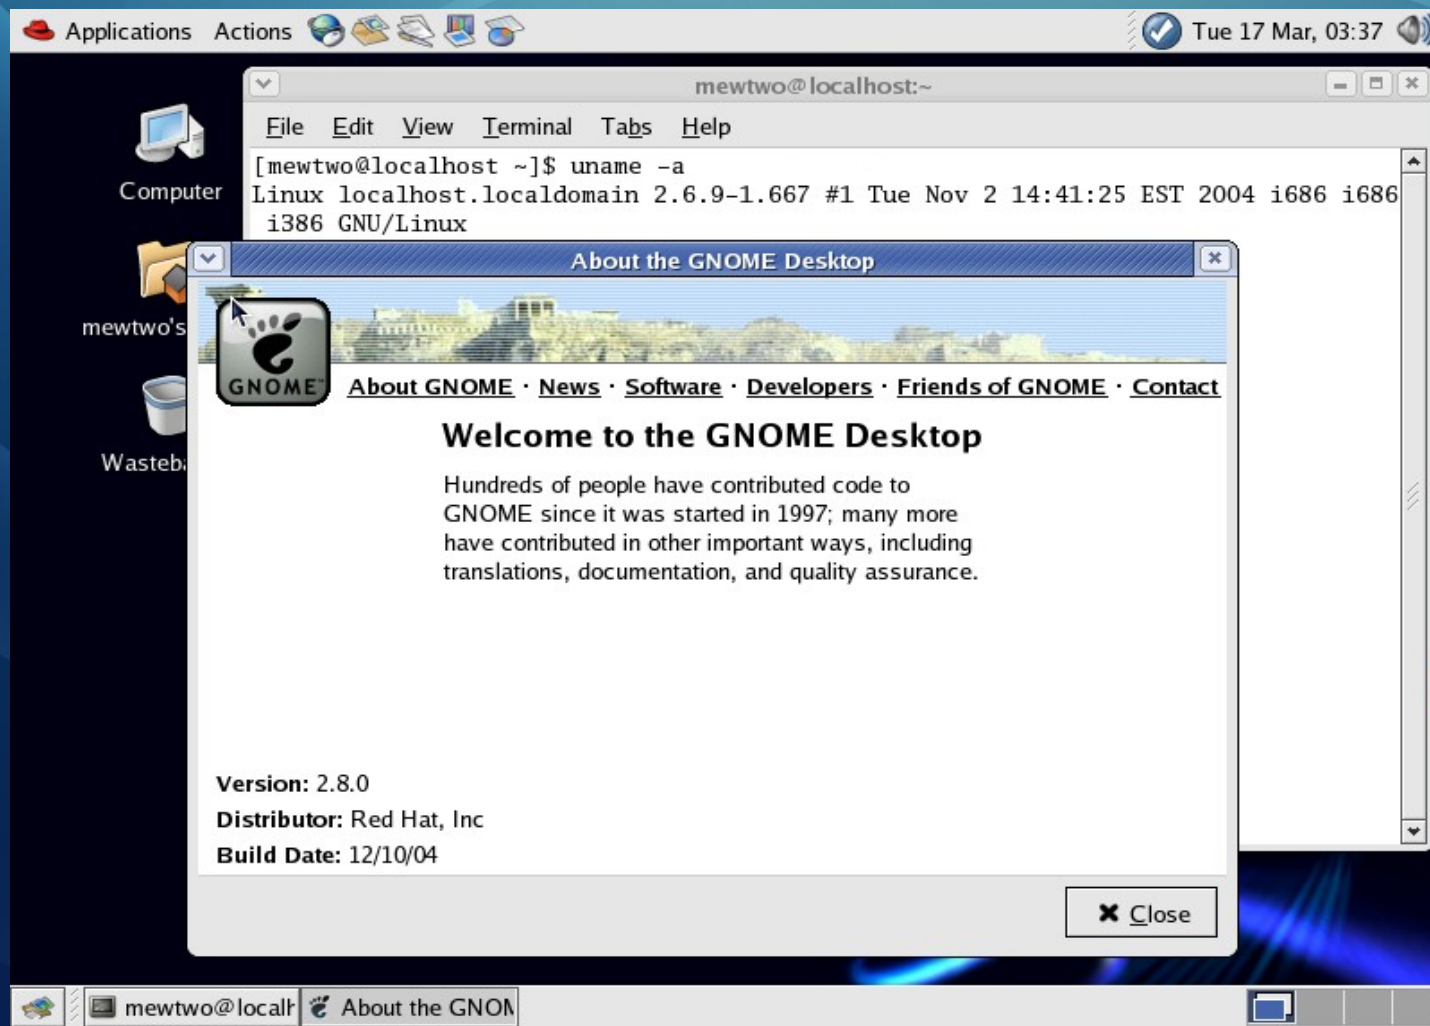 Applications Actions Tue 17 Mar, 03:37
mewtwo@localhost:~
File Edit View Terminal Tabs Help
[mewtwo@localhost ~]$ uname -a
Linux localhost.localdomain 2.6.9-1.667 #1 Tue Nov 2 14:41:25 EST 2004 i686 i686
i386 GNU/Linux
Computer
mewtwo's
Wasteba
About the GNOME Desktop
GNOME
About GNOME · News · Software · Developers · Friends of GNOME · Contact
Welcome to the GNOME Desktop
Hundreds of people have contributed code to
GNOME since it was started in 1997; many more
have contributed in other important ways, including
translations, documentation, and quality assurance.
Version: 2.8.0
Distributor: Red Hat, Inc
Build Date: 12/10/04
Close
mewtwo@localh About the GNOM